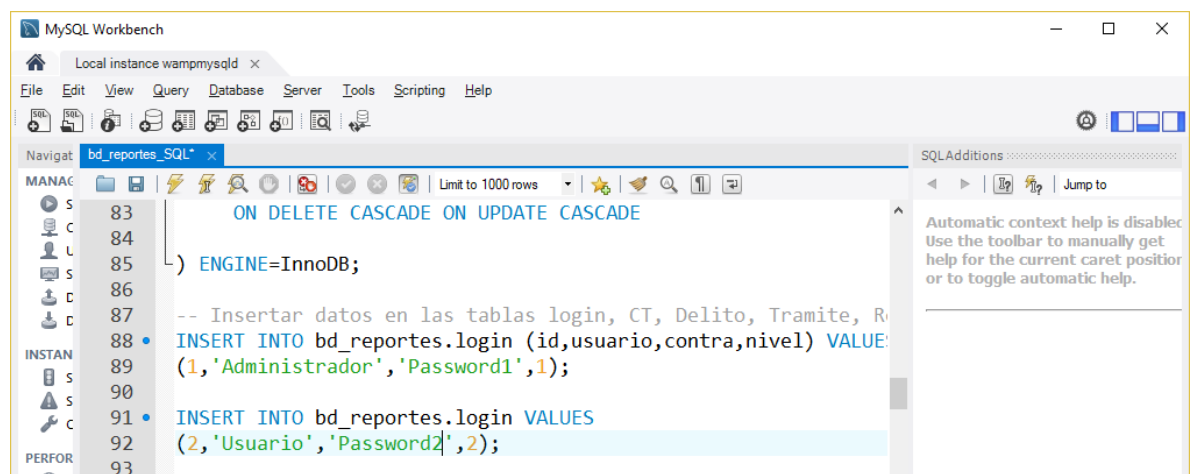 MySQL Workbench
Local instance wampmysqld
File Edit View Query Database Server Tools Scripting Help
Navigat bd_reportes_SQL* SQLAdditions
Limit to 1000 rows Jump to
83 ON DELETE CASCADE ON UPDATE CASCADE
84
85 ) ENGINE=InnoDB;
86
87 -- Insertar datos en las tablas login, CT, Delito, Tramite, R
88 INSERT INTO bd_reportes.login (id,usuario,contra,nivel) VALUE
89 (1,'Administrador','Password1',1);
90
91 INSERT INTO bd_reportes.login VALUES
92 (2,'Usuario','Password2',2);
93
MANAG
S
C
U
S
D
D
INSTAN
S
S
C
PERFOR
Automatic context help is disabled
Use the toolbar to manually get
help for the current caret position
or to toggle automatic help.